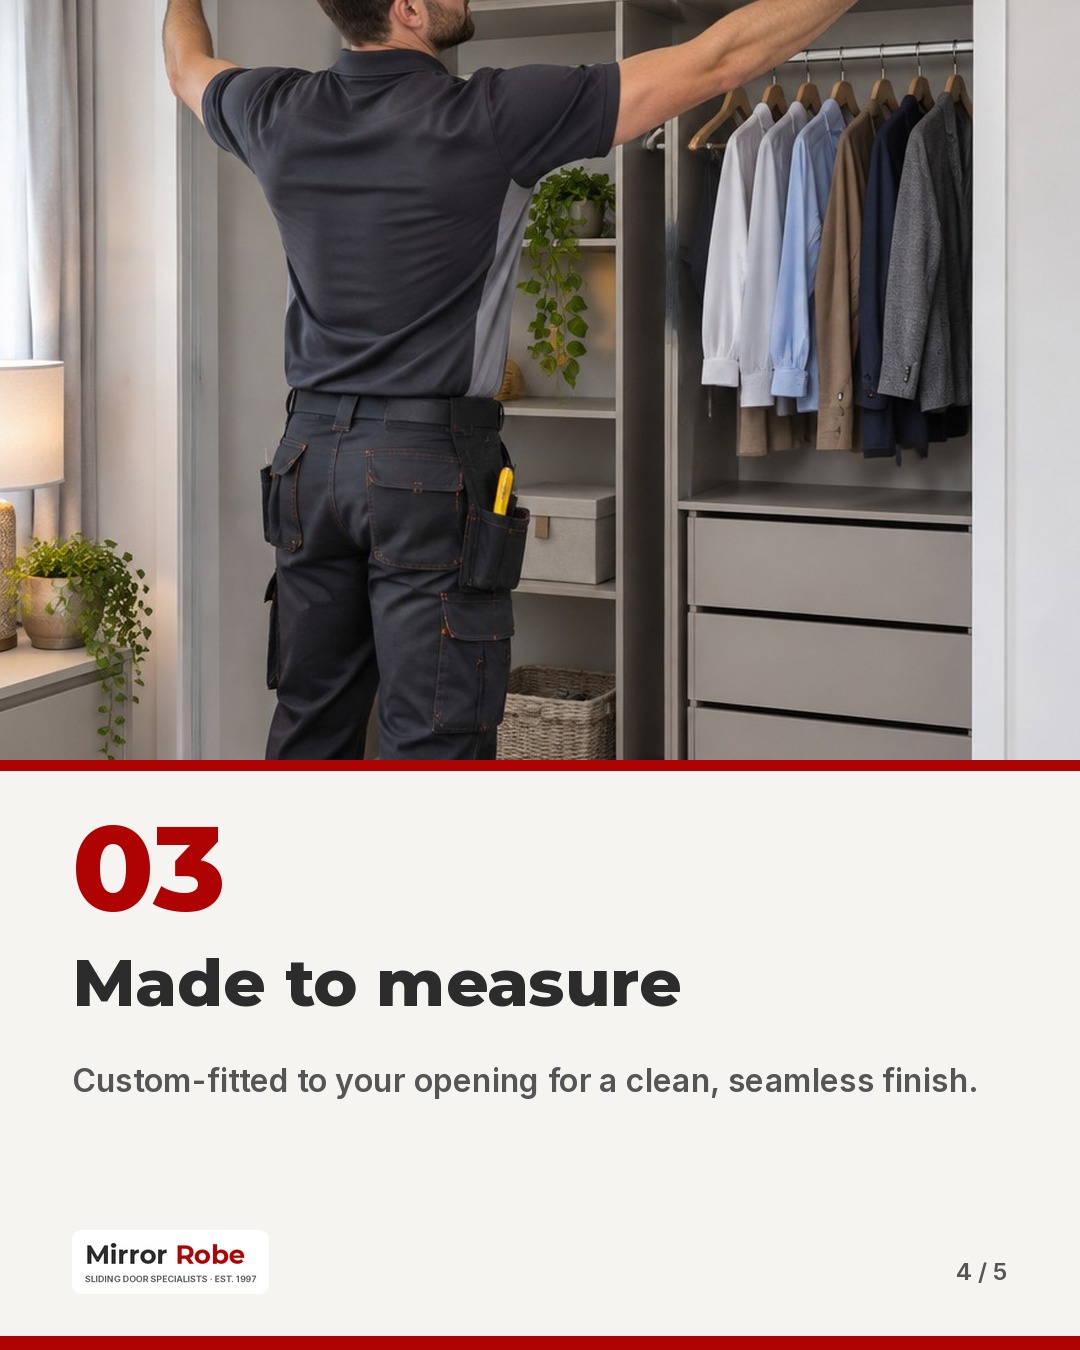 03
Made to measure
Custom-fitted to your opening for a clean, seamless finish.
Mirror Robe
SLIDING DOOR SPECIALISTS · EST. 1997
4 / 5